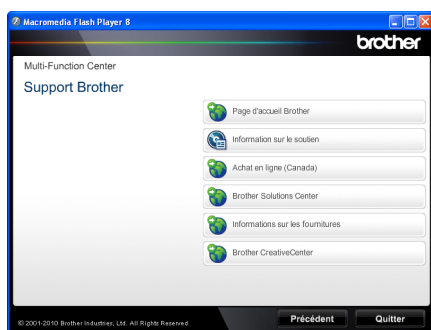 Macromedia Flash Player 8
brother
Multi-Function Center
Support Brother
Page d'accueil Brother
Information sur le soutien
Achat en ligne (Canada)
Brother Solutions Center
Informations sur les fournitures
Brother CreativeCenter
© 2001-2010 Brother Industries, Ltd. All Rights Reserved.
Précédent
Quitter